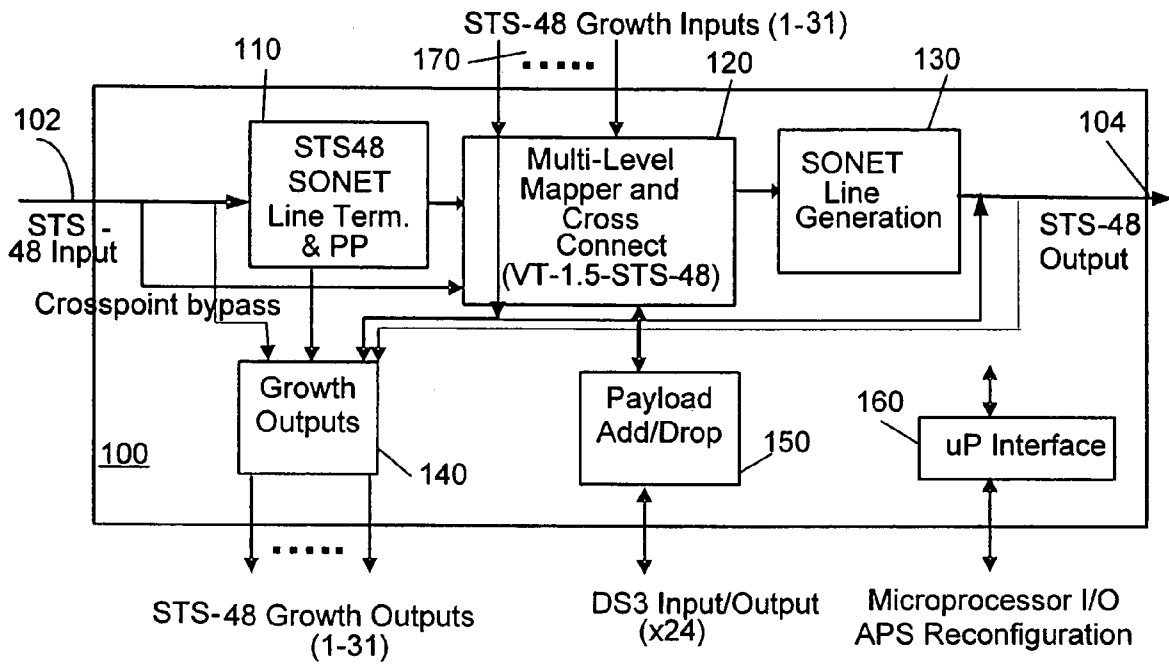 STS-48 Growth Inputs (1-31)
110
170
120
130
102
104
STS48
SONET
Line Term.
& PP
Multi-Level
Mapper and
Cross
Connect
(VT-1.5-STS-48)
SONET
Line
Generation
STS -
48 Input
STS-48
Output
Crosspoint bypass
Growth
Outputs
Payload
Add/Drop
160
uP Interface
100
140
150
STS-48 Growth Outputs
(1-31)
DS3 Input/Output
(x24)
Microprocessor I/O
APS Reconfiguration